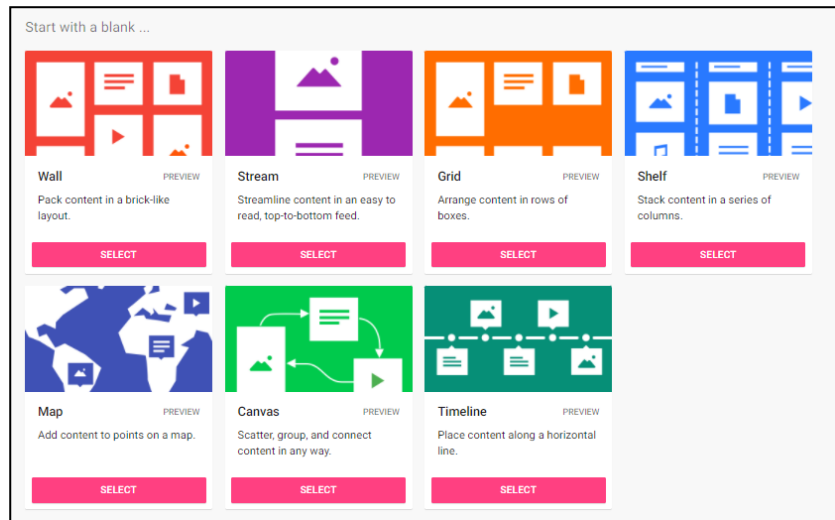 Start with a blank ...
Wall PREVIEW
Pack content in a brick-like
layout.
SELECT
Stream PREVIEW
Streamline content in an easy to
read, top-to-bottom feed.
SELECT
Grid PREVIEW
Arrange content in rows of
boxes.
SELECT
Shelf PREVIEW
Stack content in a series of
columns.
SELECT
Map PREVIEW
Add content to points on a map.
SELECT
Canvas PREVIEW
Scatter, group, and connect
content in any way.
SELECT
Timeline PREVIEW
Place content along a horizontal
line.
SELECT